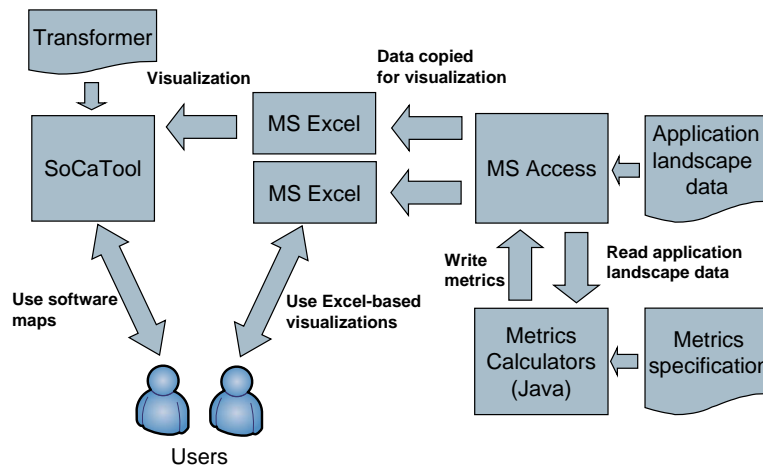 Transformer
Visualization
Data copied
for visualization
SoCaTool
MS Excel
MS Excel
MS Access
Application
landscape
data
Write
metrics
Read application
landscape data
Use software
maps
Use Excel-based
visualizations
Metrics
Calculators
(Java)
Metrics
specification
Users